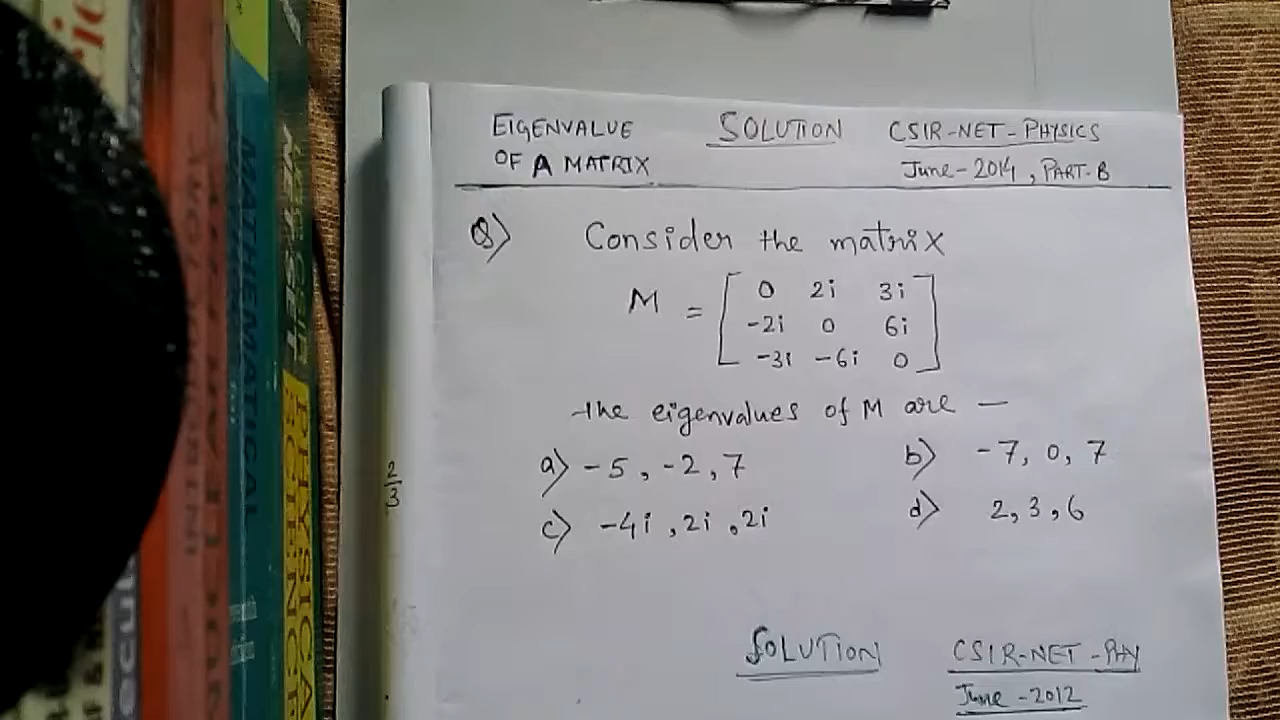 EIGENVALUE OF A MATRIX
SOLUTION
CSIR-NET-PHYSICS
June-2014, PART-B
Q) Consider the matrix
M = [ 0 2i 3i
-2i 0 6i
-3i -6i 0 ]
the eigenvalues of M are —
a) -5, -2, 7
b) -7, 0, 7
c) -4i, 2i, 2i
d) 2, 3, 6
2/3
SOLUTION
CSIR-NET-PHY
June-2012
MATHEMATICAL
PHYSICAL